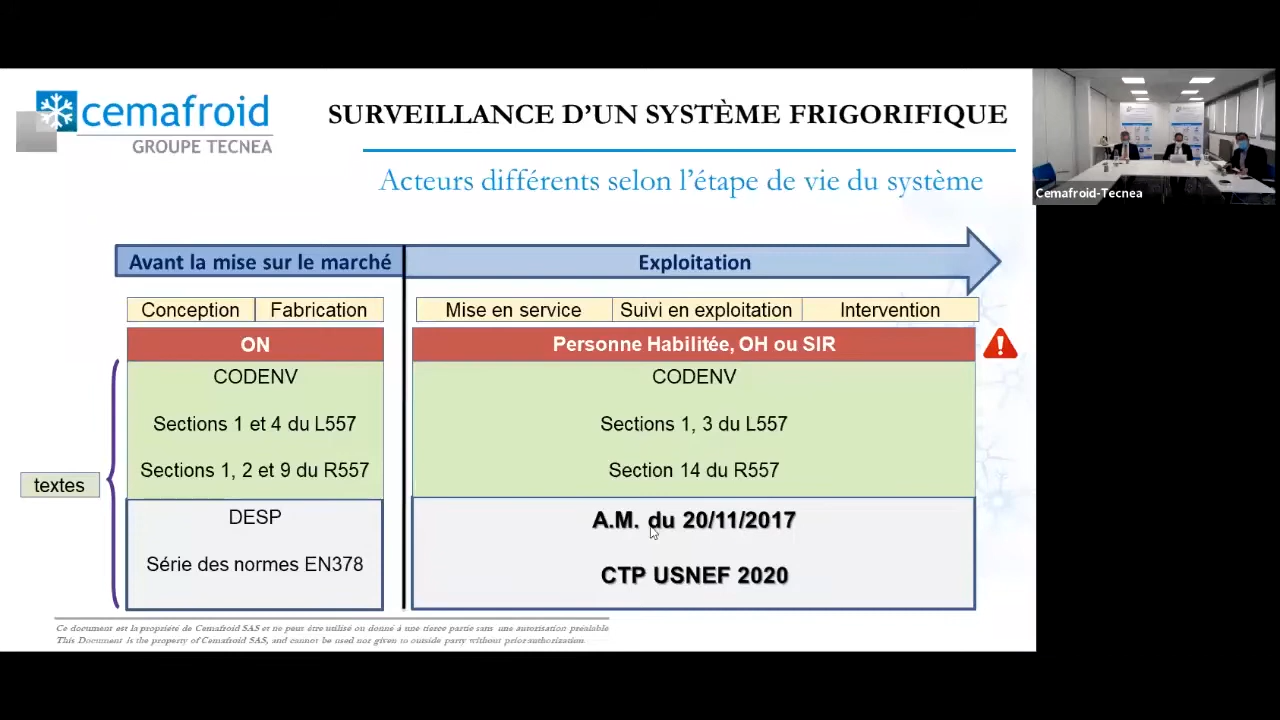 cemafroid
GROUPE TECNEA
SURVEILLANCE D’UN SYSTÈME FRIGORIFIQUE
Acteurs différents selon l’étape de vie du système
Cemafroid-Tecnea
Avant la mise sur le marché
Exploitation
Conception
Fabrication
Mise en service
Suivi en exploitation
Intervention
ON
Personne Habilitée, OH ou SIR
CODENV
Sections 1 et 4 du L557
Sections 1, 2 et 9 du R557
CODENV
Sections 1, 3 du L557
Section 14 du R557
textes
DESP
Série des normes EN378
A.M. du 20/11/2017
CTP USNEF 2020
Ce document est la propriété de Cemafroid SAS et ne peut être utilisé ou donné à une tierce partie sans une autorisation préalable
This Document is the property of Cemafroid SAS, and cannot be used nor given to outside party without prior authorization.